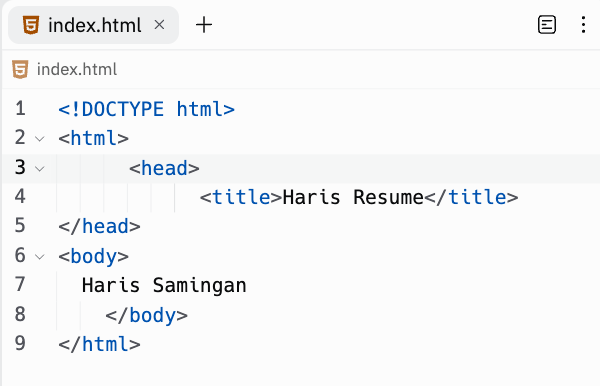 index.html × +
index.html
1 <!DOCTYPE html>
2 <html>
3 <head>
4 <title>Haris Resume</title>
5 </head>
6 <body>
7 Haris Samingan
8 </body>
9 </html>